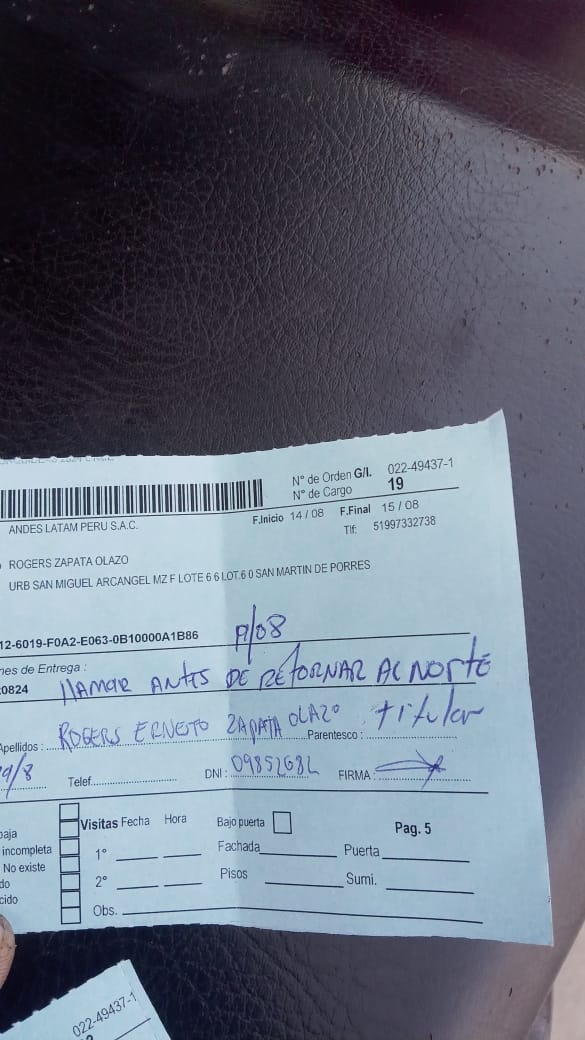 N° de Orden G/I. 022-49437-1
N° de Cargo 19
ANDES LATAM PERU S.A.C.
F.Inicio 14 / 08 F.Final 15 / 08
Tlf: 51997332738
ROGERS ZAPATA OLAZO
URB SAN MIGUEL ARCANGEL MZ F LOTE 6 6 LOT.6 0 SAN MARTIN DE PORRES
12-6019-F0A2-E063-0B10000A1B86
nes de Entrega :
0824 llAMAR ANTES DE RETORNAR AL NORTE
Apellidos : ROGERS ERNESTO ZAPATA OLAZO Parentesco : titular
9/8 Telef. DNI : FIRMA :
baja Visitas Fecha Hora Bajo puerta Pag. 5
incompleta 1° Fachada Puerta
No existe
do 2° Pisos Sumi.
cido
Obs.
022-49437-1